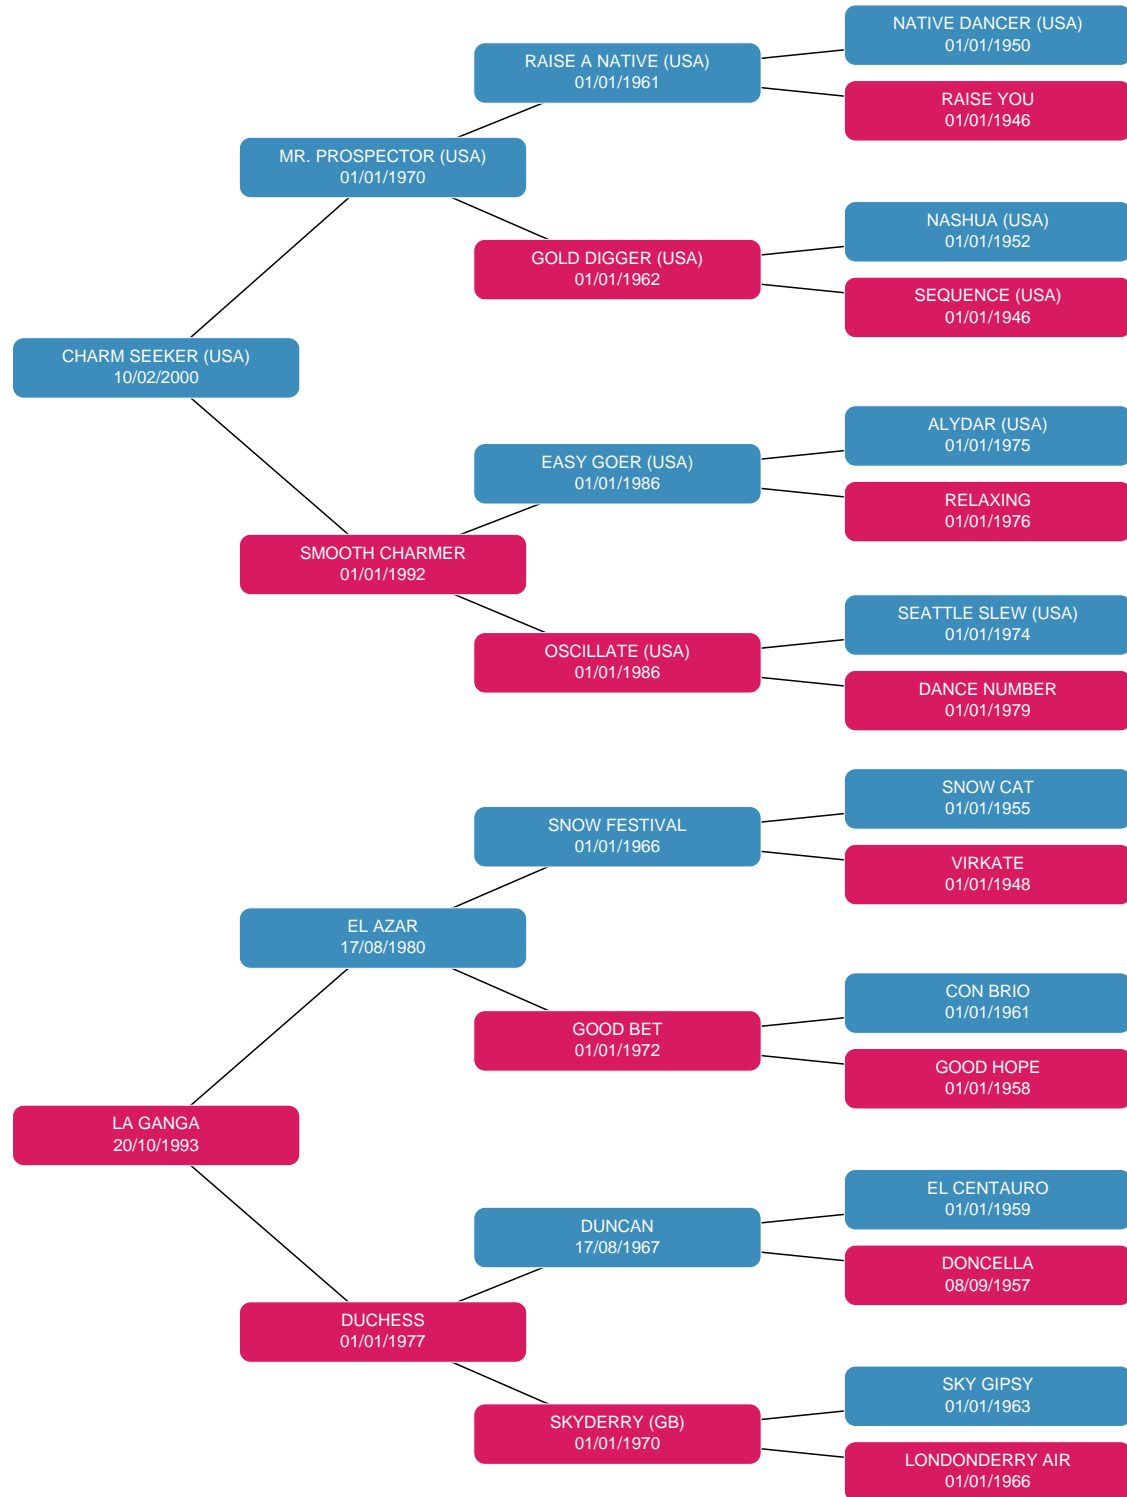 NATIVE DANCER (USA)
01/01/1950
RAISE A NATIVE (USA)
01/01/1961
RAISE YOU
01/01/1946
MR. PROSPECTOR (USA)
01/01/1970
NASHUA (USA)
01/01/1952
GOLD DIGGER (USA)
01/01/1962
SEQUENCE (USA)
01/01/1946
CHARM SEEKER (USA)
10/02/2000
ALYDAR (USA)
01/01/1975
EASY GOER (USA)
01/01/1986
RELAXING
01/01/1976
SMOOTH CHARMER
01/01/1992
SEATTLE SLEW (USA)
01/01/1974
OSCILLATE (USA)
01/01/1986
DANCE NUMBER
01/01/1979
SNOW CAT
01/01/1955
SNOW FESTIVAL
01/01/1966
VIRKATE
01/01/1948
EL AZAR
17/08/1980
CON BRIO
01/01/1961
GOOD BET
01/01/1972
GOOD HOPE
01/01/1958
LA GANGA
20/10/1993
EL CENTAURO
01/01/1959
DUNCAN
17/08/1967
DONCELLA
08/09/1957
DUCHESS
01/01/1977
SKY GIPSY
01/01/1963
SKYDERRY (GB)
01/01/1970
LONDONDERRY AIR
01/01/1966